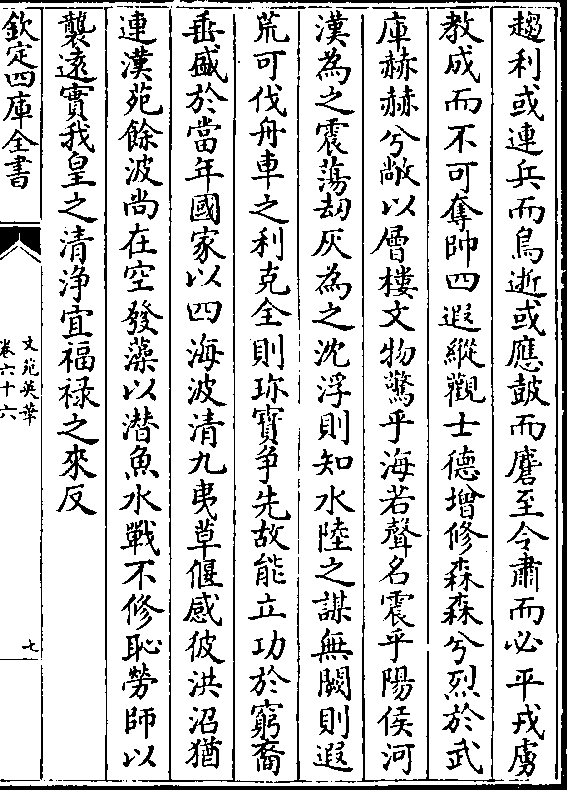 趨利或連兵而鳥逝或應鼓而麏至令肅而必平戎虜
教成而不可奪帥四遐縱觀士德增修森森兮烈於武
庫赫赫兮敞以層樓文物驚乎海若聲名震乎陽侯河
漢為之震蕩刼灰為之沈浮則知水陸之謀無闕則遐
荒可伐舟車之利克全則珎寳争先故能立功於窮裔
垂盛於當年國家以四海波清九夷草偃感彼洪沼猶
連漢苑餘波尚在空發藻以潜魚水戰不修恥勞師以
襲遠實我皇之清浄宜福禄之來反
欽定四庫全書
文苑英華
卷六十六
七